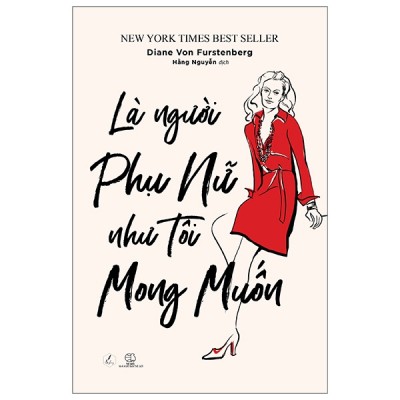 NEW YORK TIMES BEST SELLER
Diane Von Furstenberg
Hằng Nguyễn dịch
Là người
Phụ Nữ
như Tôi
Mong Muốn